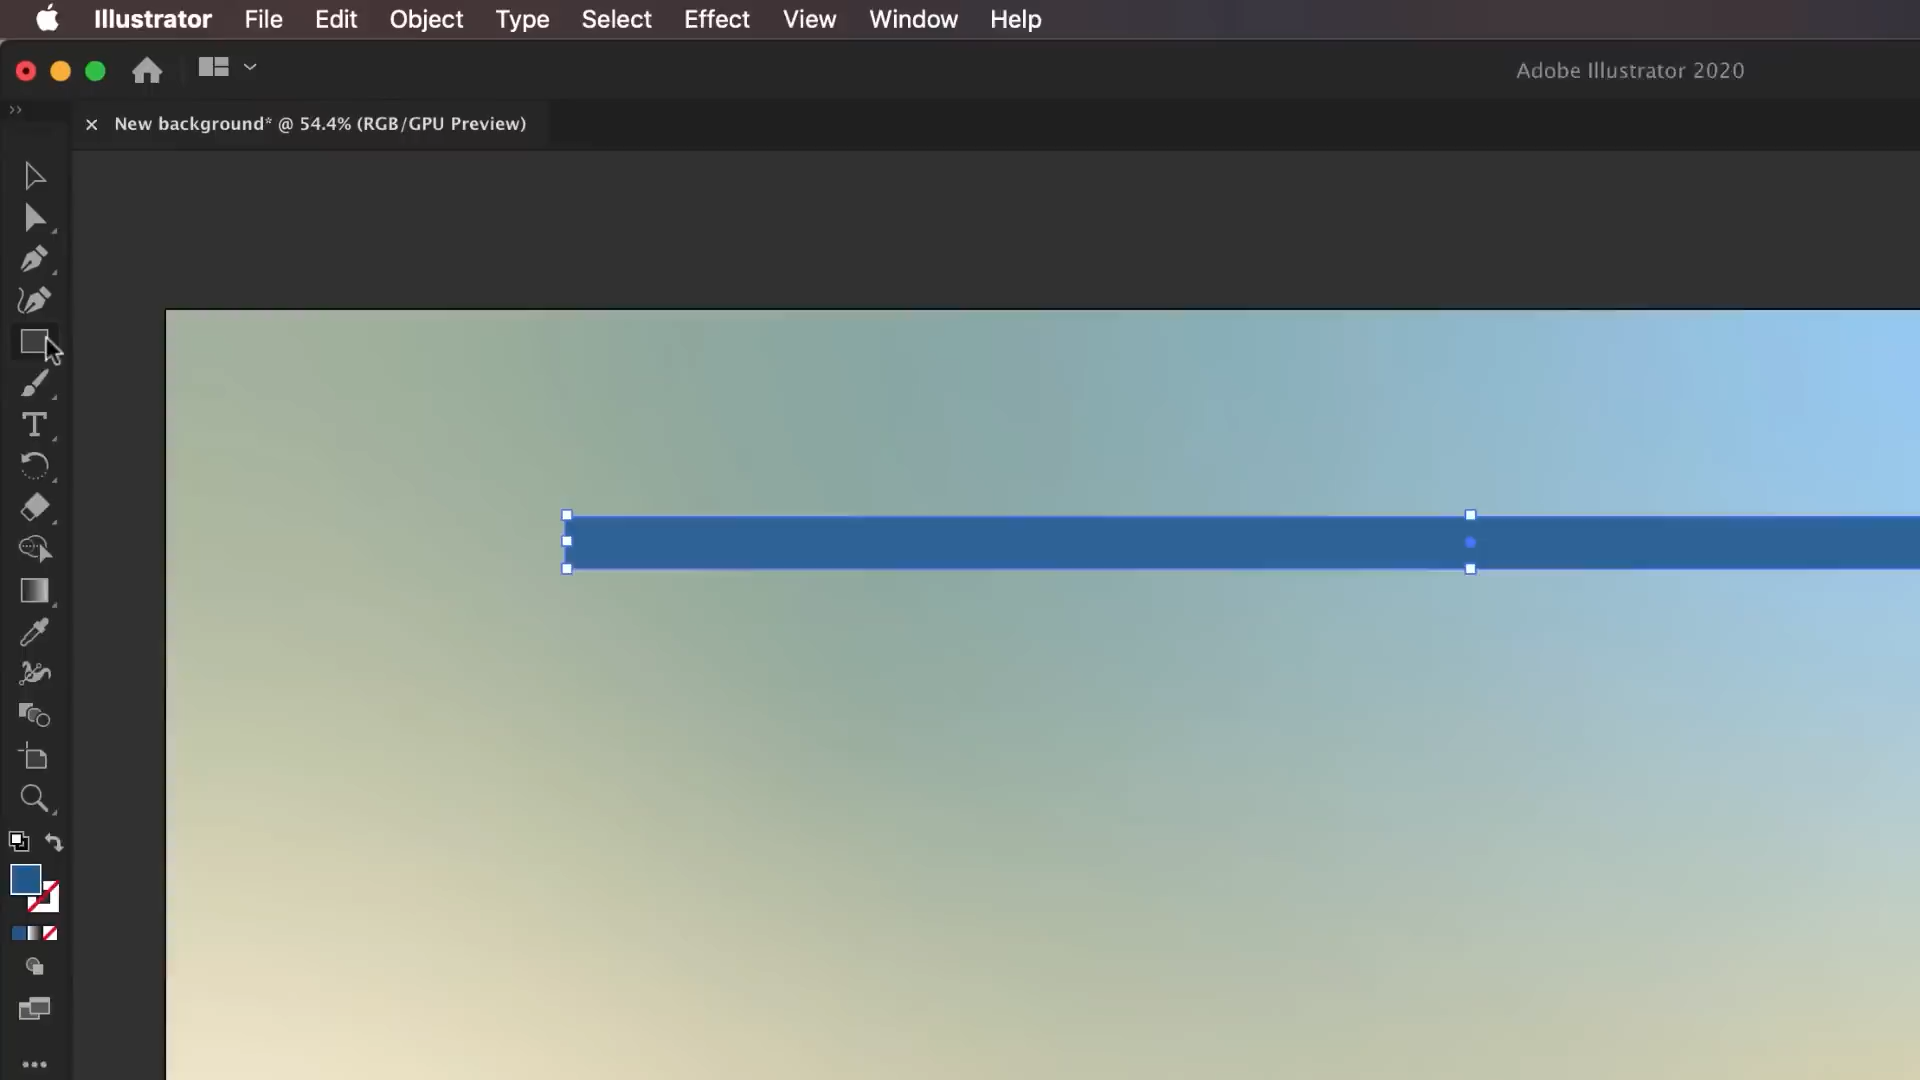 Illustrator File Edit Object Type Select Effect View Window Help
Adobe Illustrator 2020
× New background* @ 54.4% (RGB/GPU Preview)